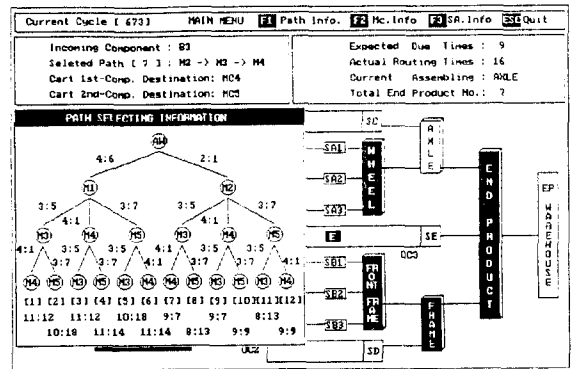 Current Cycle [ 673] MAIN MENU F1 Path Info. F2 Mc.Info F3 SA.Info ESC Quit
Incoming Component : B3
Seleted Path [ 7 ] : M2 -> M3 -> M4
Cart 1st-Comp. Destination: MC4
Cart 2nd-Comp. Destination: MC5
Expected Due Times : 9
Actual Routing Times : 16
Current Assembling : AXLE
Total End Product No.: 7
PATH SELECTING INFORMATION
AW
4:6 2:1
M1 M2
3:5 4:1 3:7 3:5 4:1 3:7
M3 M4 M5 M3 M4 M5
4:1 3:7 3:5 3:7 3:5 4:1 4:1 3:7 3:5 3:7 3:5 4:1
M4 M5 M3 M5 M3 M4 M4 M5 M3 M5 M3 M4
[1] [2] [3] [4] [5] [6] [7] [8] [9] [10][11][12]
11:12 11:12 10:18 9:7 9:7 8:13
10:18 11:14 11:14 8:13 9:9 9:9
SC
AXLE
SA1
SA2
SA3
WHEEL
E
SE
OC3
SB1
SB2
SB3
FRONT FRAME
FRAME
END PRODUCT
EP WAREHOUSE
OC2
SD